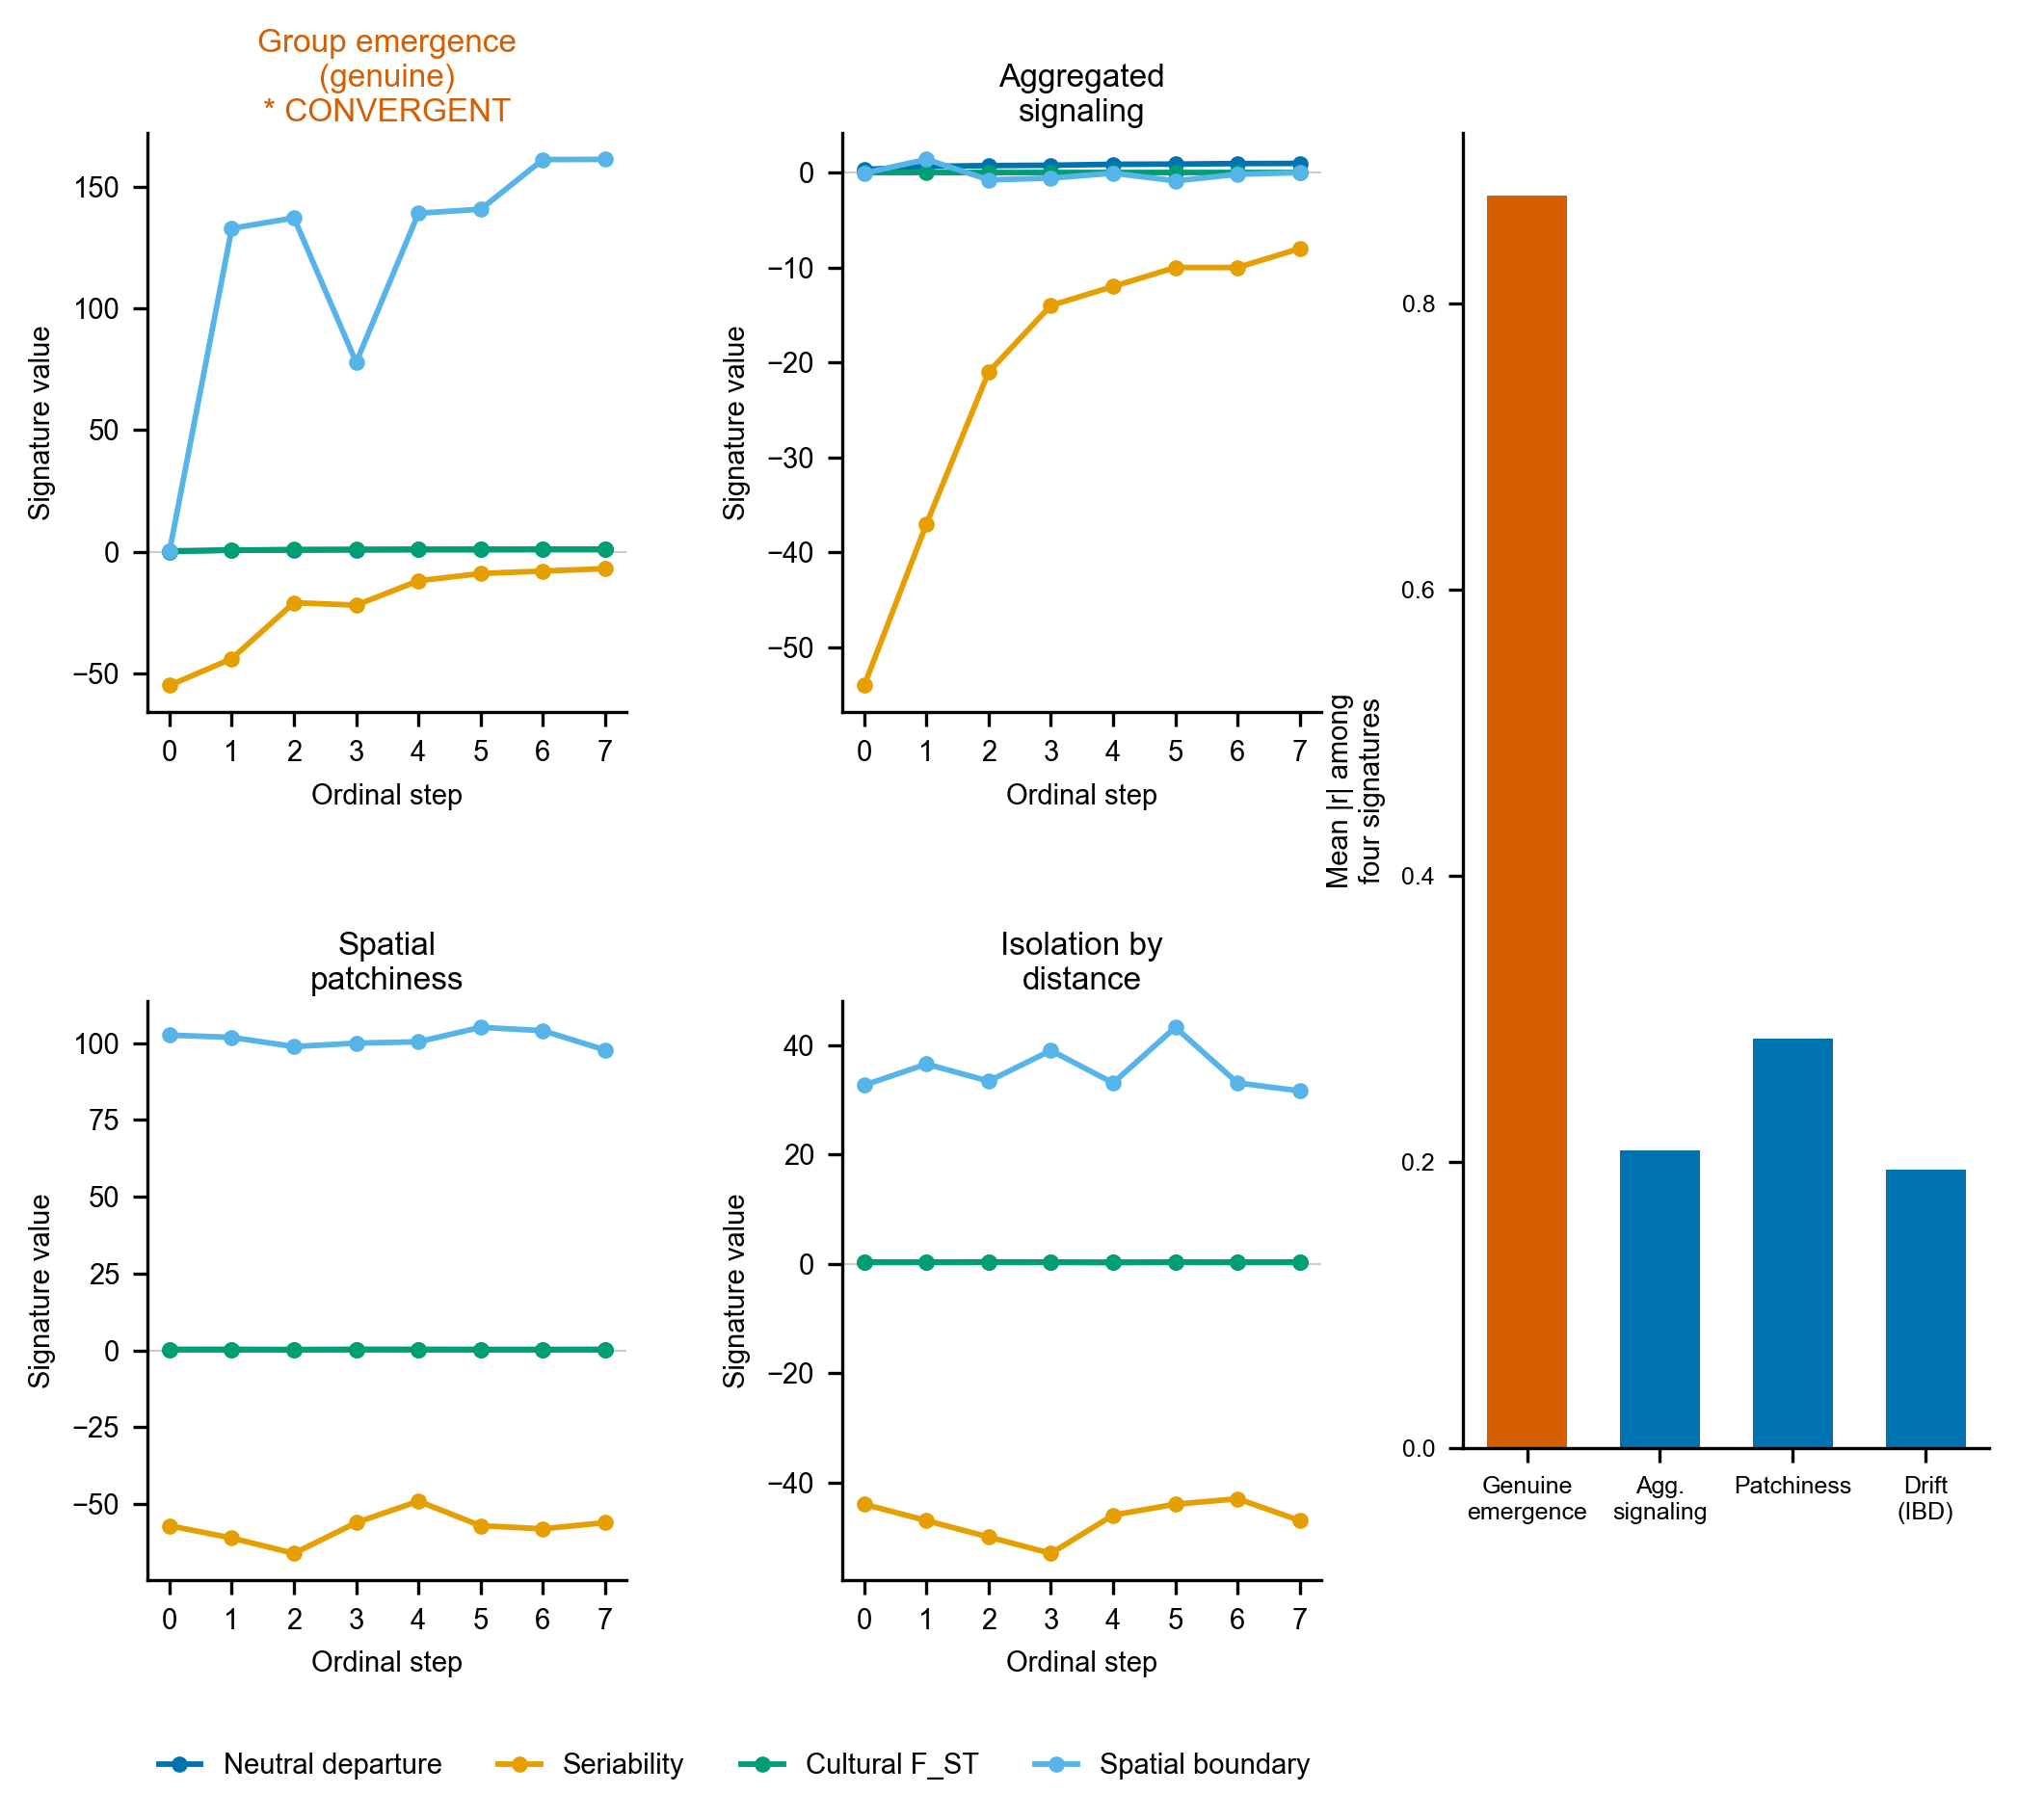 Group emergence
(genuine)
* CONVERGENT
150
100
50
0
−50
Signature value
0 1 2 3 4 5 6 7
Ordinal step
Aggregated
signaling
0
−10
−20
−30
−40
−50
Signature value
0 1 2 3 4 5 6 7
Ordinal step
Spatial
patchiness
100
75
50
25
0
−25
−50
Signature value
0 1 2 3 4 5 6 7
Ordinal step
Isolation by
distance
40
20
0
−20
−40
Signature value
0 1 2 3 4 5 6 7
Ordinal step
Mean |r| among
four signatures
0.8
0.6
0.4
0.2
0.0
Genuine
emergence
Agg.
signaling
Patchiness
Drift
(IBD)
Neutral departure Seriability Cultural F_ST Spatial boundary